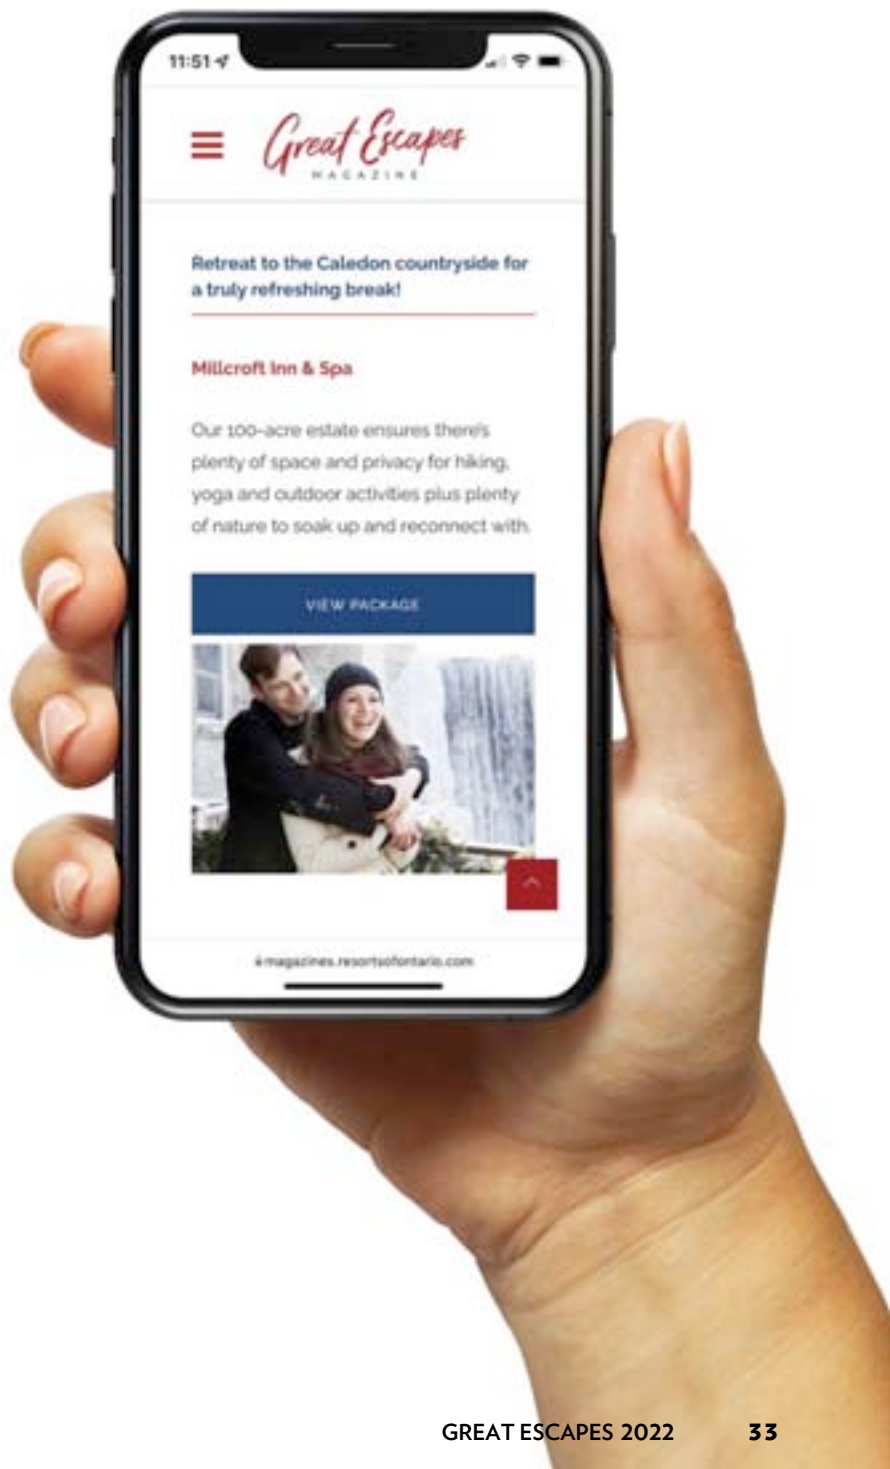 11:51
Great Escapes
MAGAZINE
Retreat to the Caledon countryside for
a truly refreshing break!
Millcroft Inn & Spa
Our 100-acre estate ensures there's
plenty of space and privacy for hiking,
yoga and outdoor activities plus plenty
of nature to soak up and reconnect with.
VIEW PACKAGE
magazines.resortsofontario.com
GREAT ESCAPES 2022 33